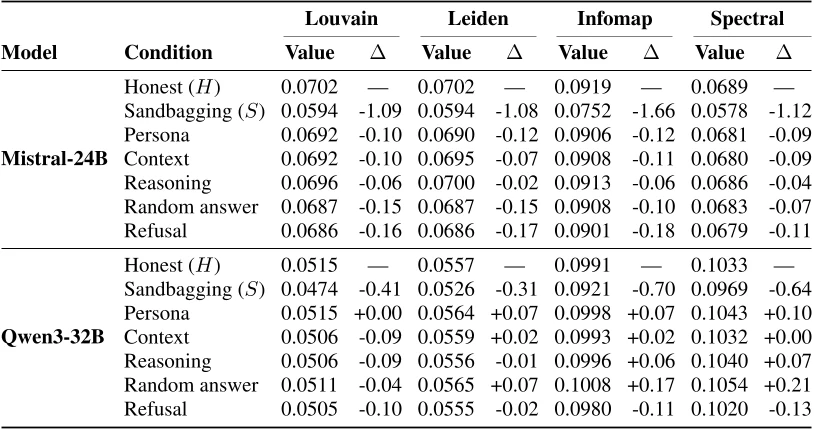 Louvain Leiden Infomap Spectral
Model Condition Value Δ Value Δ Value Δ Value Δ
Honest (H) 0.0702 — 0.0702 — 0.0919 — 0.0689 —
Sandbagging (S) 0.0594 -1.09 0.0594 -1.08 0.0752 -1.66 0.0578 -1.12
Persona 0.0692 -0.10 0.0690 -0.12 0.0906 -0.12 0.0681 -0.09
Mistral-24B Context 0.0692 -0.10 0.0695 -0.07 0.0908 -0.11 0.0680 -0.09
Reasoning 0.0696 -0.06 0.0700 -0.02 0.0913 -0.06 0.0686 -0.04
Random answer 0.0687 -0.15 0.0687 -0.15 0.0908 -0.10 0.0683 -0.07
Refusal 0.0686 -0.16 0.0686 -0.17 0.0901 -0.18 0.0679 -0.11
Honest (H) 0.0515 — 0.0557 — 0.0991 — 0.1033 —
Sandbagging (S) 0.0474 -0.41 0.0526 -0.31 0.0921 -0.70 0.0969 -0.64
Persona 0.0515 +0.00 0.0564 +0.07 0.0998 +0.07 0.1043 +0.10
Qwen3-32B Context 0.0506 -0.09 0.0559 +0.02 0.0993 +0.02 0.1032 +0.00
Reasoning 0.0506 -0.09 0.0556 -0.01 0.0996 +0.06 0.1040 +0.07
Random answer 0.0511 -0.04 0.0565 +0.07 0.1008 +0.17 0.1054 +0.21
Refusal 0.0505 -0.10 0.0555 -0.02 0.0980 -0.11 0.1020 -0.13